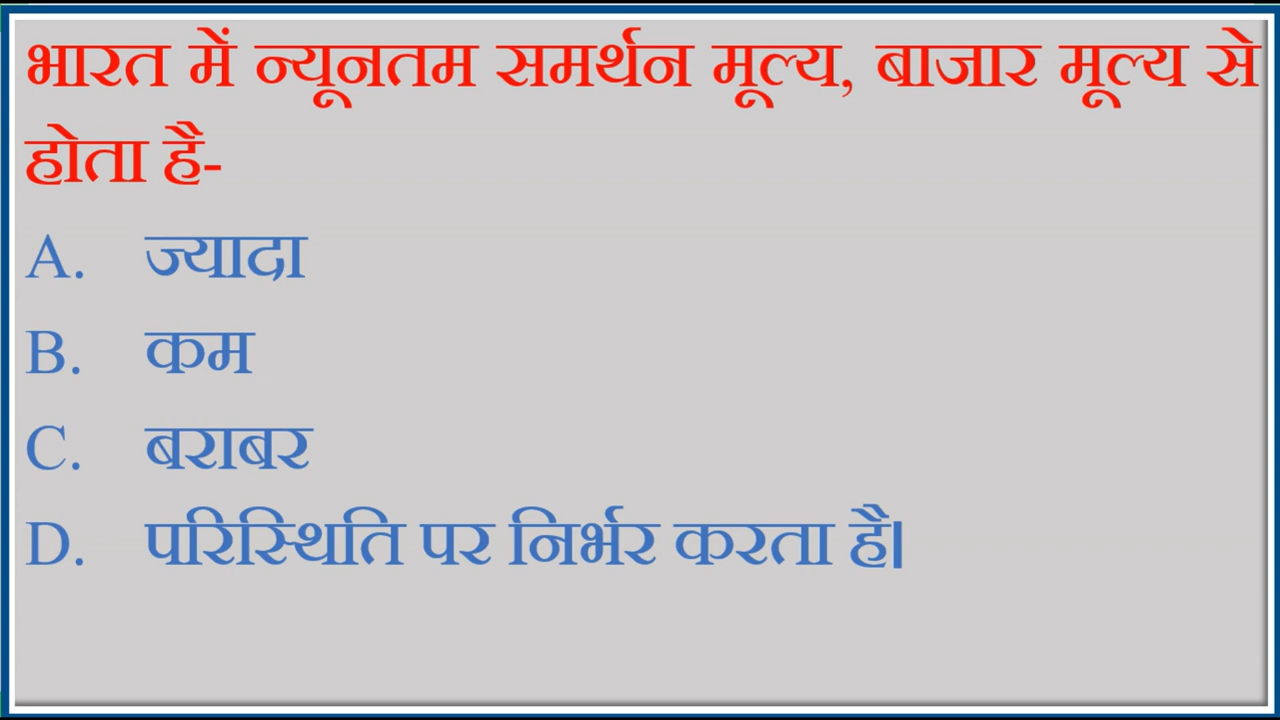 भारत में न्यूनतम समर्थन मूल्य, बाजार मूल्य से
होता है-
A. ज्यादा
B. कम
C. बराबर
D. परिस्थिति पर निर्भर करता है।